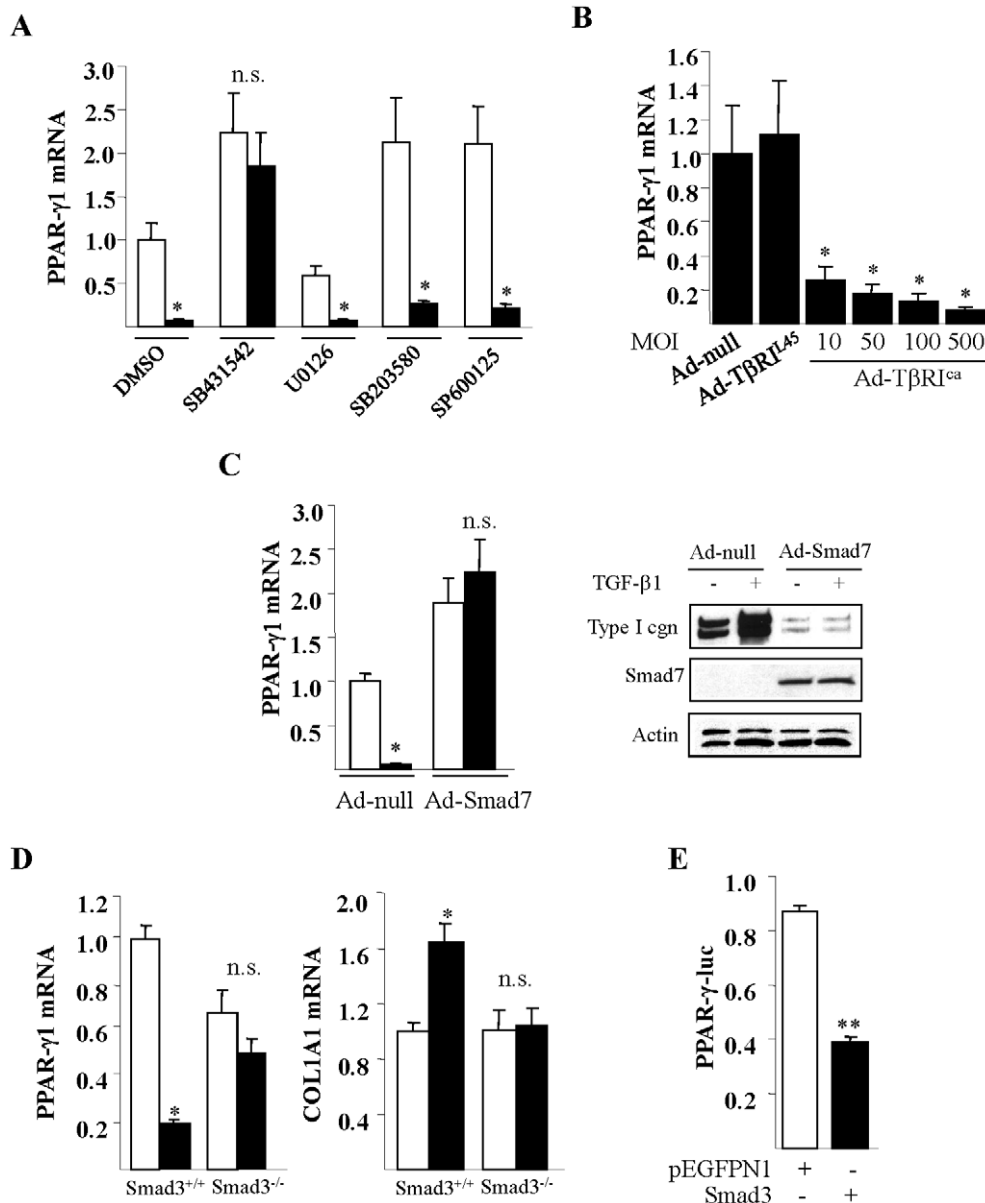 A
PPAR-γ1 mRNA
3.0
2.5
2.0
1.5
1.0
0.5
n.s.
*
*
*
*
DMSO
SB431542
U0126
SB203580
SP600125
B
PPAR-γ1 mRNA
1.6
1.4
1.2
1.0
0.8
0.6
0.4
0.2
*
*
*
*
MOI
Ad-null
Ad-TβRI^L45
10 50 100 500
Ad-TβRI^ca
C
PPAR-γ1 mRNA
3.0
2.5
2.0
1.5
1.0
0.5
n.s.
*
Ad-null Ad-Smad7
Ad-null Ad-Smad7
TGF-β1 - + - +
Type I cgn
Smad7
Actin
D
PPAR-γ1 mRNA
1.2
1.0
0.8
0.6
0.4
0.2
n.s.
*
Smad3+/+ Smad3-/-
COL1A1 mRNA
2.0
1.6
1.2
0.8
0.4
*
n.s.
Smad3+/+ Smad3-/-
E
PPAR-γ-luc
1.0
0.8
0.6
0.4
0.2
**
pEGFPN1 + -
Smad3 - +